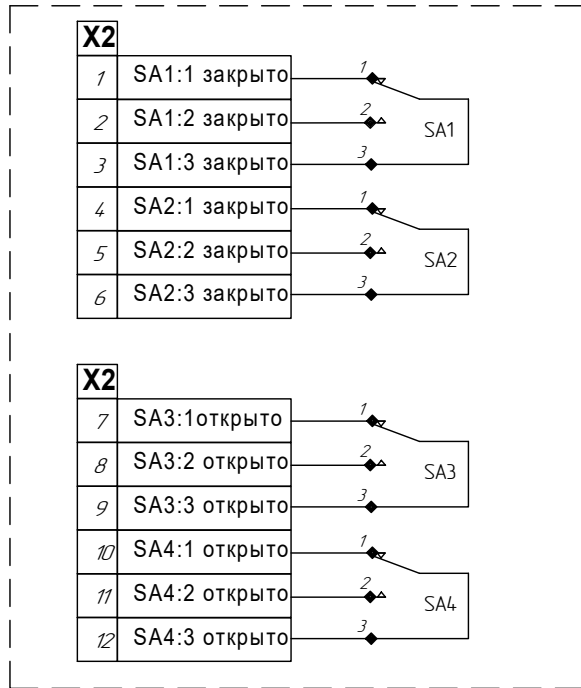 X2
1 SA1:1 закрыто 1
2 SA1:2 закрыто 2 SA1
3 SA1:3 закрыто 3
4 SA2:1 закрыто 1
5 SA2:2 закрыто 2 SA2
6 SA2:3 закрыто 3
X2
7 SA3:1открыто 1
8 SA3:2 открыто 2 SA3
9 SA3:3 открыто 3
10 SA4:1 открыто 1
11 SA4:2 открыто 2 SA4
12 SA4:3 открыто 3